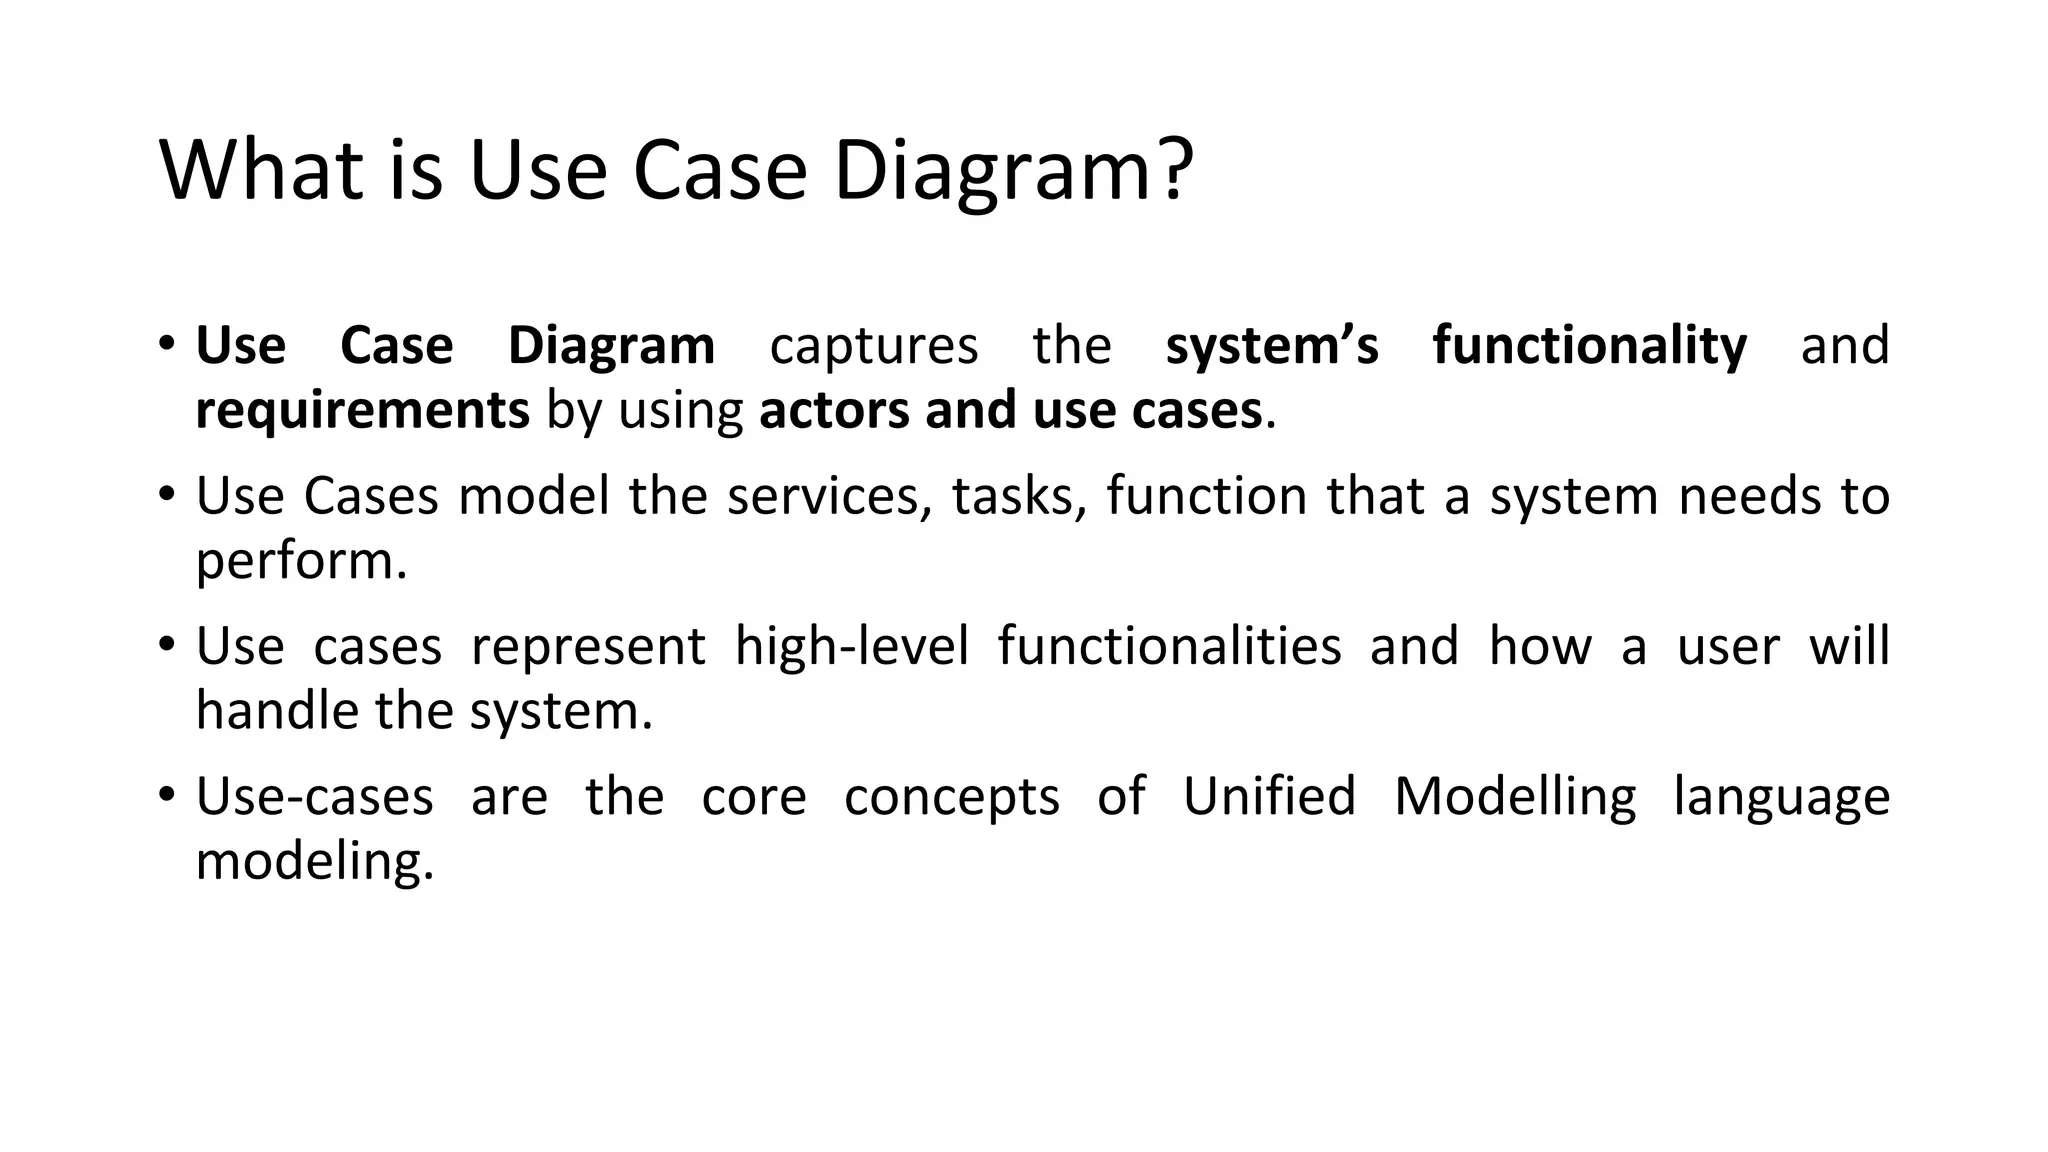 What is Use Case Diagram?
• Use Case Diagram captures the system’s functionality and
requirements by using actors and use cases.
• Use Cases model the services, tasks, function that a system needs to
perform.
• Use cases represent high-level functionalities and how a user will
handle the system.
• Use-cases are the core concepts of Unified Modelling language
modeling.